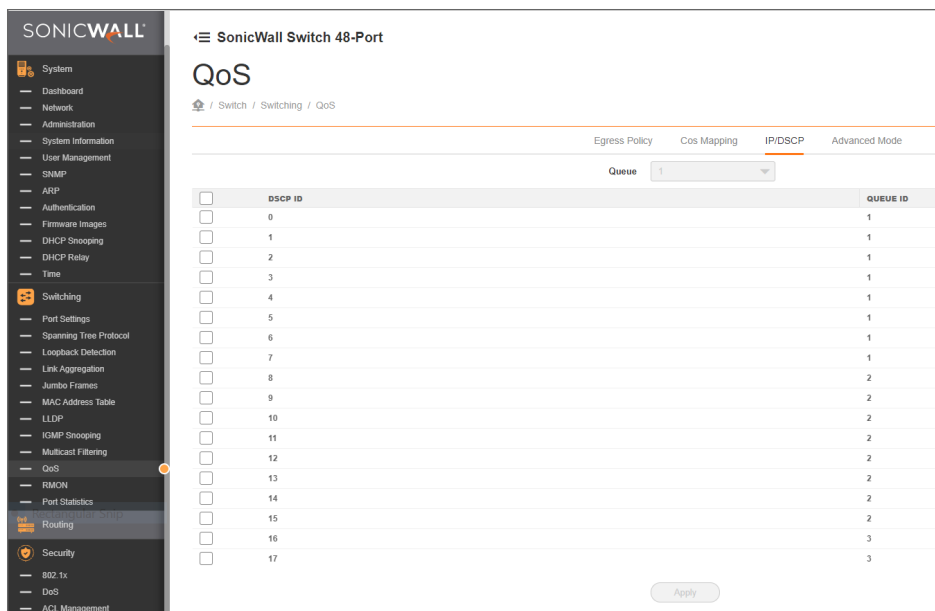 SONICWALL
System
Dashboard
Network
Administration
System Information
User Management
SNMP
ARP
Authentication
Firmware Images
DHCP Snooping
DHCP Relay
Time
Switching
Port Settings
Spanning Tree Protocol
Loopback Detection
Link Aggregation
Jumbo Frames
MAC Address Table
LLDP
IGMP Snooping
Multicast Filtering
QoS
RMON
Port Statistics
Rectangular Snip
Routing
Security
802.1x
DoS
ACL Management
SonicWall Switch 48-Port
QoS
/ Switch / Switching / QoS
Egress Policy Cos Mapping IP/DSCP Advanced Mode
Queue 1
DSCP ID QUEUE ID
0 1
1 1
2 1
3 1
4 1
5 1
6 1
7 1
8 2
9 2
10 2
11 2
12 2
13 2
14 2
15 2
16 3
17 3
Apply